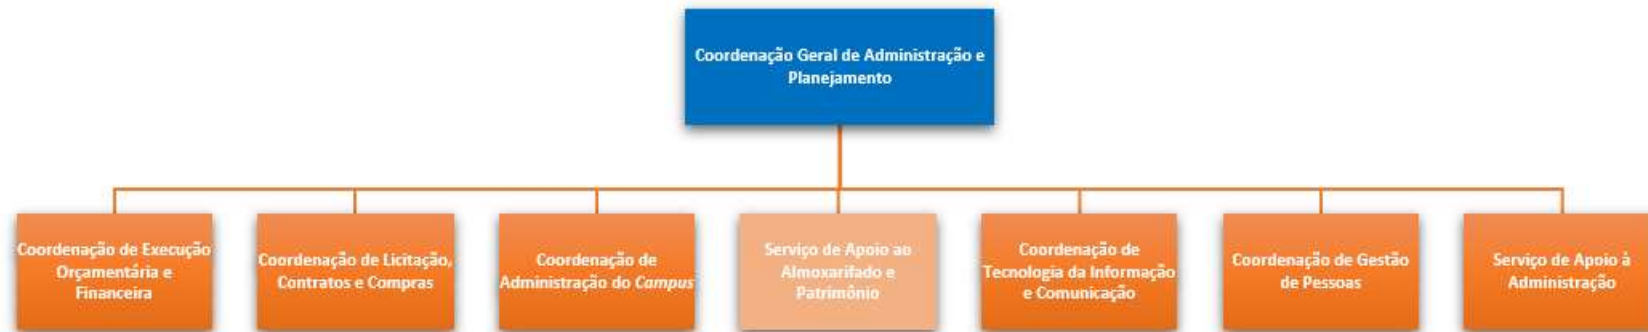 Coordenação Geral de Administração e
Planejamento
Coordenação de Execução
Orçamentária e
Financeira
Coordenação de Licitação,
Contratos e Compras
Coordenação de
Administração do Campus
Serviço de Apoio ao
Almoxarifado e
Patrimônio
Coordenação de
Tecnologia da Informação
e Comunicação
Coordenação de Gestão
de Pessoas
Serviço de Apoio à
Administração